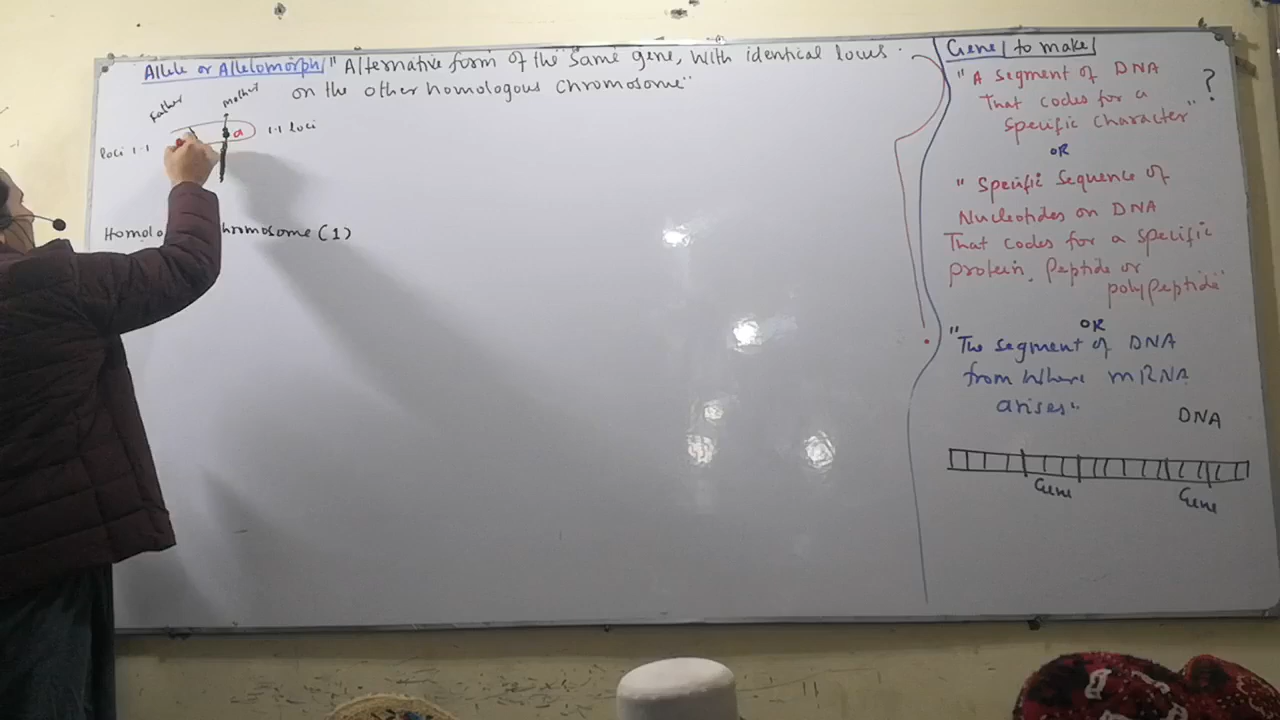 Allele or Allelomorph "Alternative form of the "Same gene, with identical locus
on the other homologous chromosome"
father mother
loci 1.1 a 1.1 loci
chromosome (1)
Gene to make
"A segment of DNA
That codes for a
specific character"
?
OR
"Specific Sequence of
Nucleotides on DNA
That codes for a specific
protein, Peptide or
polypeptide"
OR
"The segment of DNA
from where mRNA
arises"
DNA
Gene
Gene